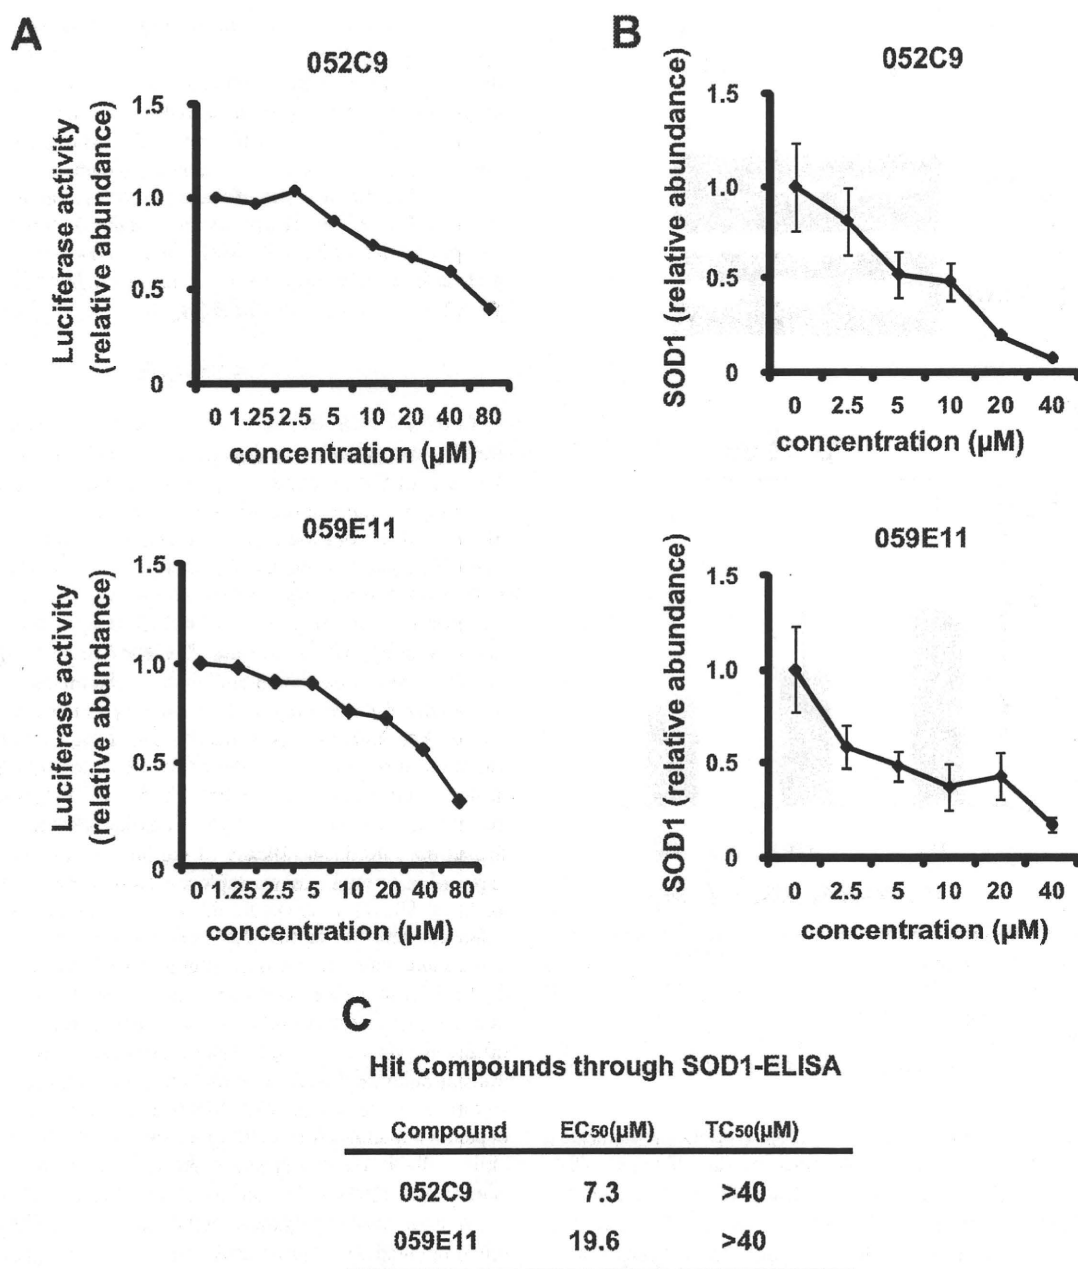 A
052C9
Luciferase activity
(relative abundance)
1.5
1.0
0.5
0
0 1.25 2.5 5 10 20 40 80
concentration (μM)
059E11
Luciferase activity
(relative abundance)
1.5
1.0
0.5
0
0 1.25 2.5 5 10 20 40 80
concentration (μM)
B
052C9
SOD1 (relative abundance)
1.5
1.0
0.5
0
0 2.5 5 10 20 40
concentration (μM)
059E11
SOD1 (relative abundance)
1.5
1.0
0.5
0
0 2.5 5 10 20 40
concentration (μM)
C
Hit Compounds through SOD1-ELISA
Compound EC50(μM) TC50(μM)
052C9 7.3 >40
059E11 19.6 >40